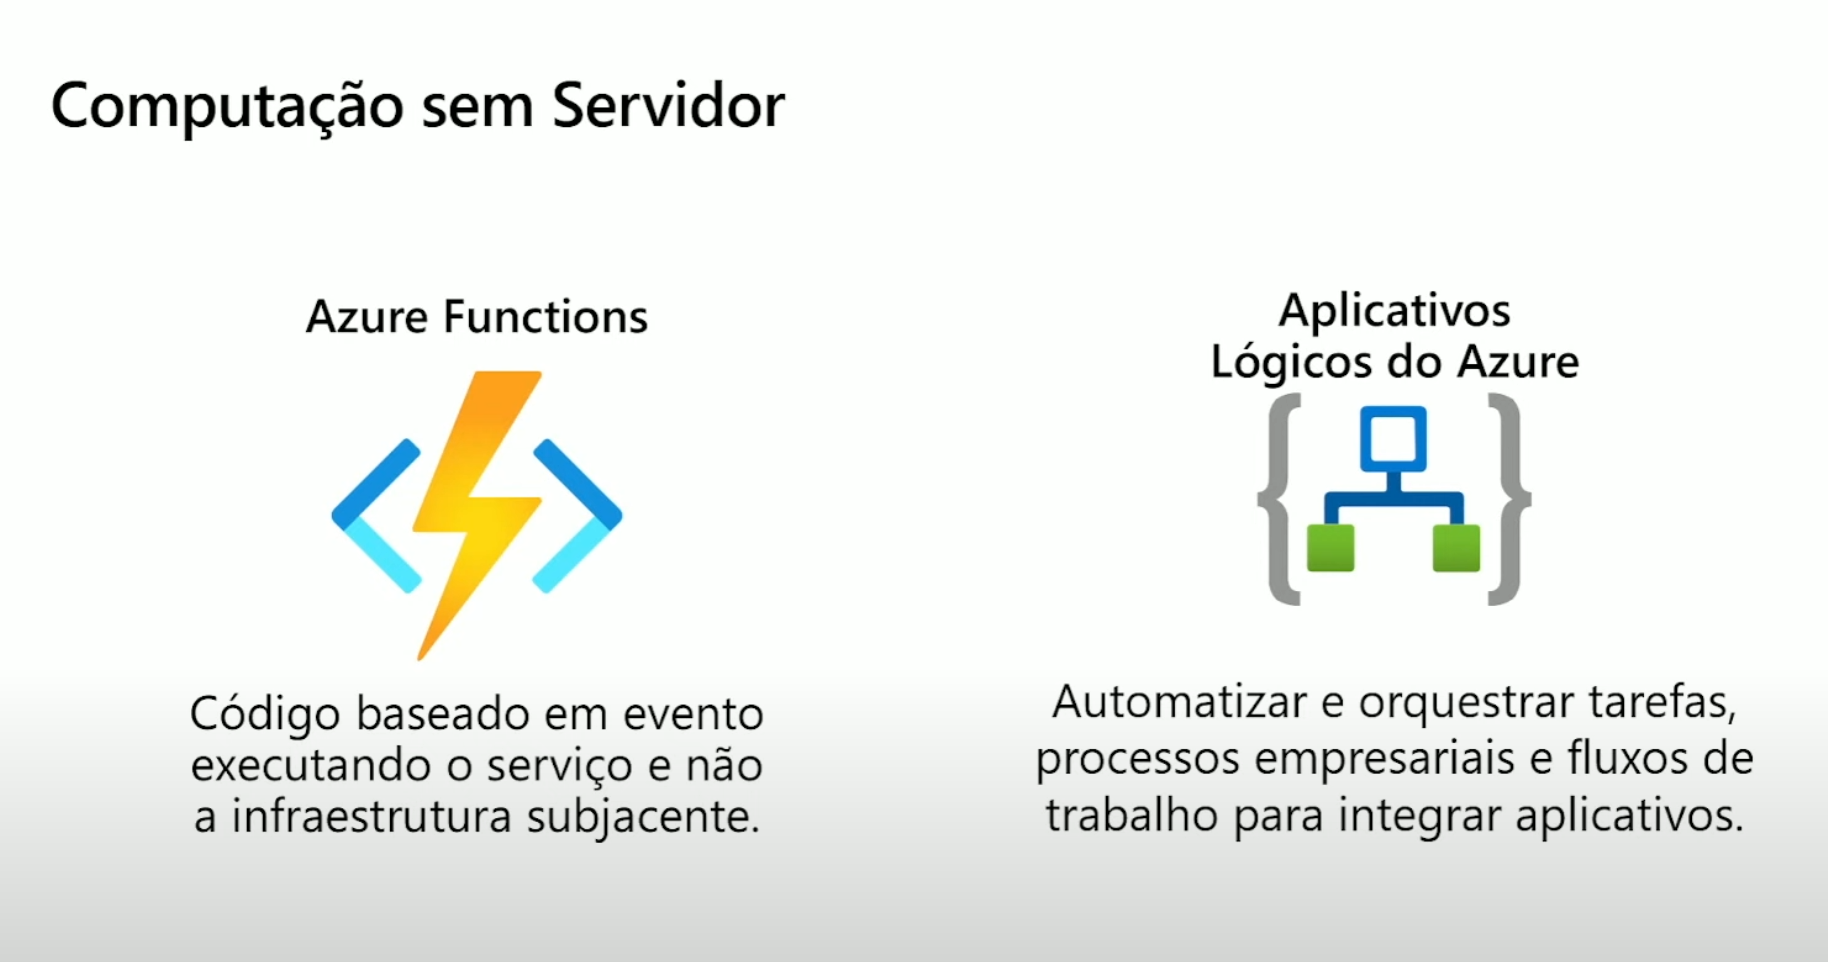 Computação sem Servidor
Azure Functions
Código baseado em evento
executando o serviço e não
a infraestrutura subjacente.
Aplicativos
Lógicos do Azure
Automatizar e orquestrar tarefas,
processos empresariais e fluxos de
trabalho para integrar aplicativos.